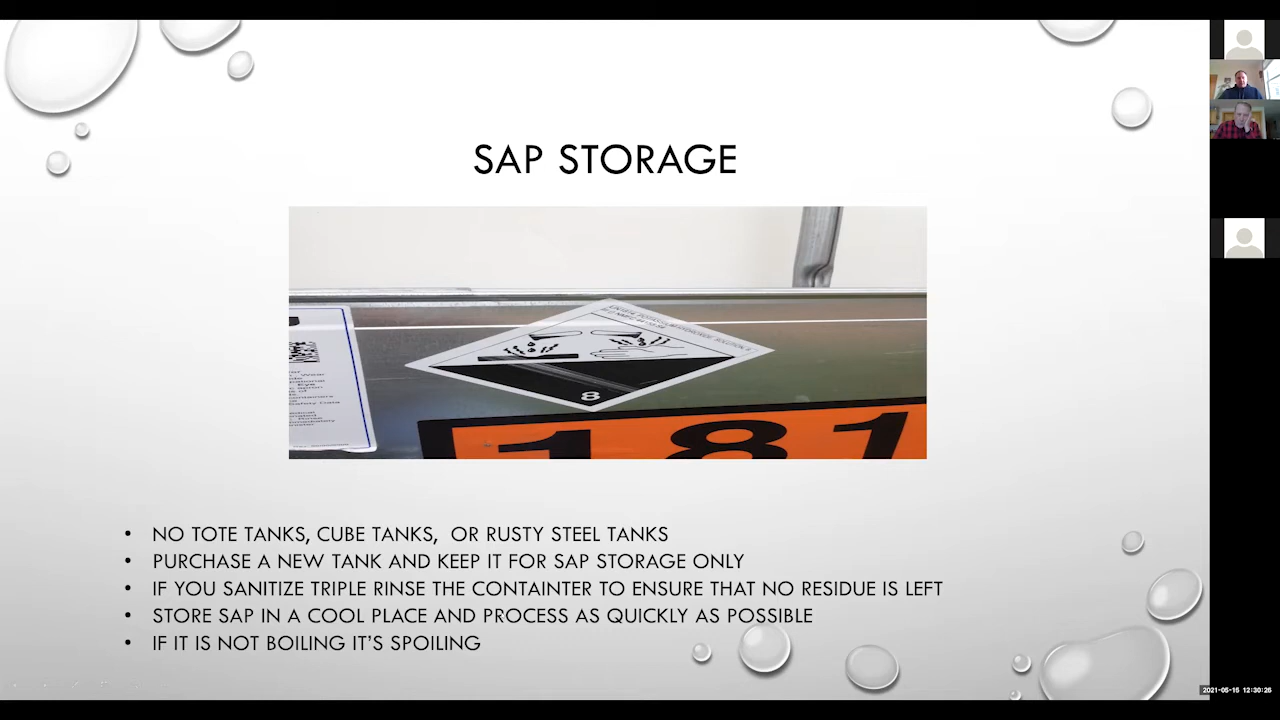 SAP STORAGE
8
181
• NO TOTE TANKS, CUBE TANKS, OR RUSTY STEEL TANKS
• PURCHASE A NEW TANK AND KEEP IT FOR SAP STORAGE ONLY
• IF YOU SANITIZE TRIPLE RINSE THE CONTAINTER TO ENSURE THAT NO RESIDUE IS LEFT
• STORE SAP IN A COOL PLACE AND PROCESS AS QUICKLY AS POSSIBLE
• IF IT IS NOT BOILING IT’S SPOILING
2021-05-15 12:30:26